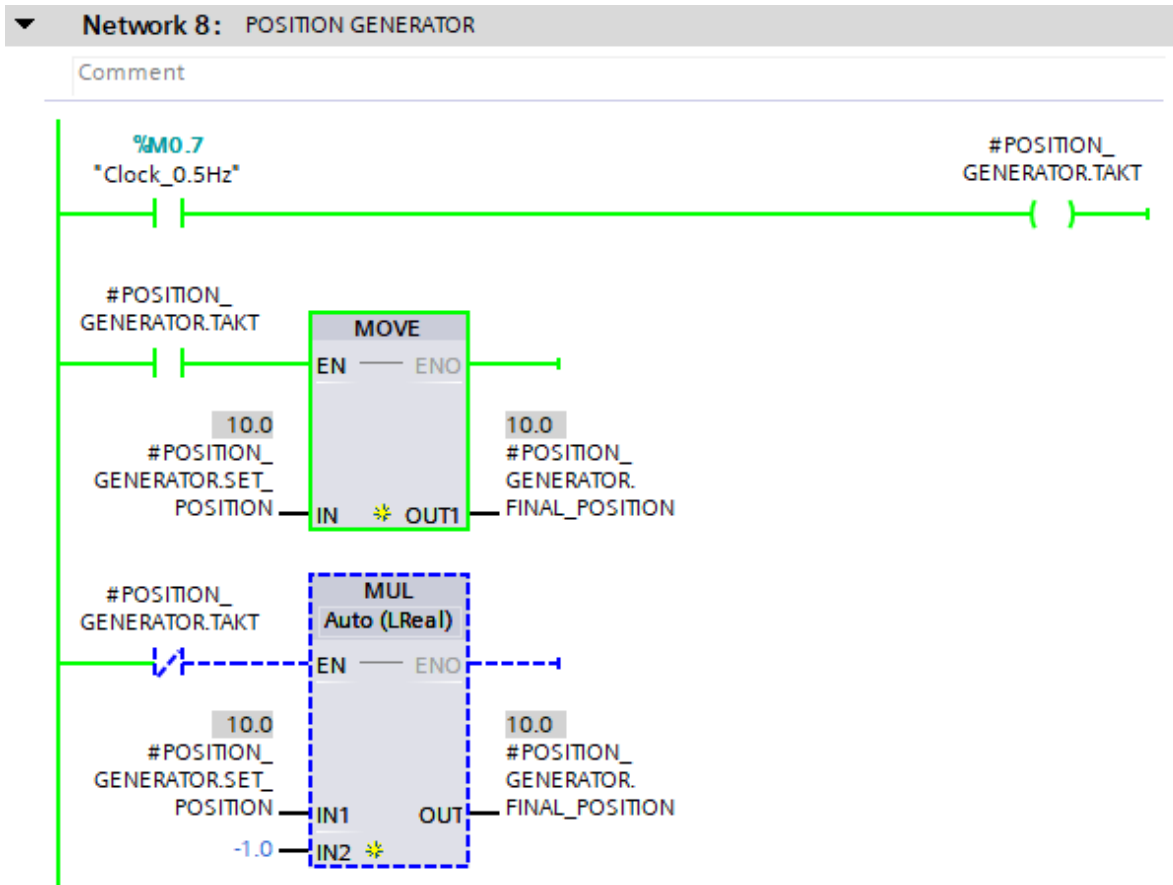 Network 8: POSITION GENERATOR
Comment
%M0.7
"Clock_0.5Hz"
#POSITION_
GENERATOR.TAKT
#POSITION_
GENERATOR.TAKT
MOVE
EN
ENO
10.0
#POSITION_
GENERATOR.SET_
POSITION
IN
OUT1
10.0
#POSITION_
GENERATOR.
FINAL_POSITION
#POSITION_
GENERATOR.TAKT
MUL
Auto (LReal)
EN
ENO
10.0
#POSITION_
GENERATOR.SET_
POSITION
IN1
-1.0
IN2
OUT
10.0
#POSITION_
GENERATOR.
FINAL_POSITION